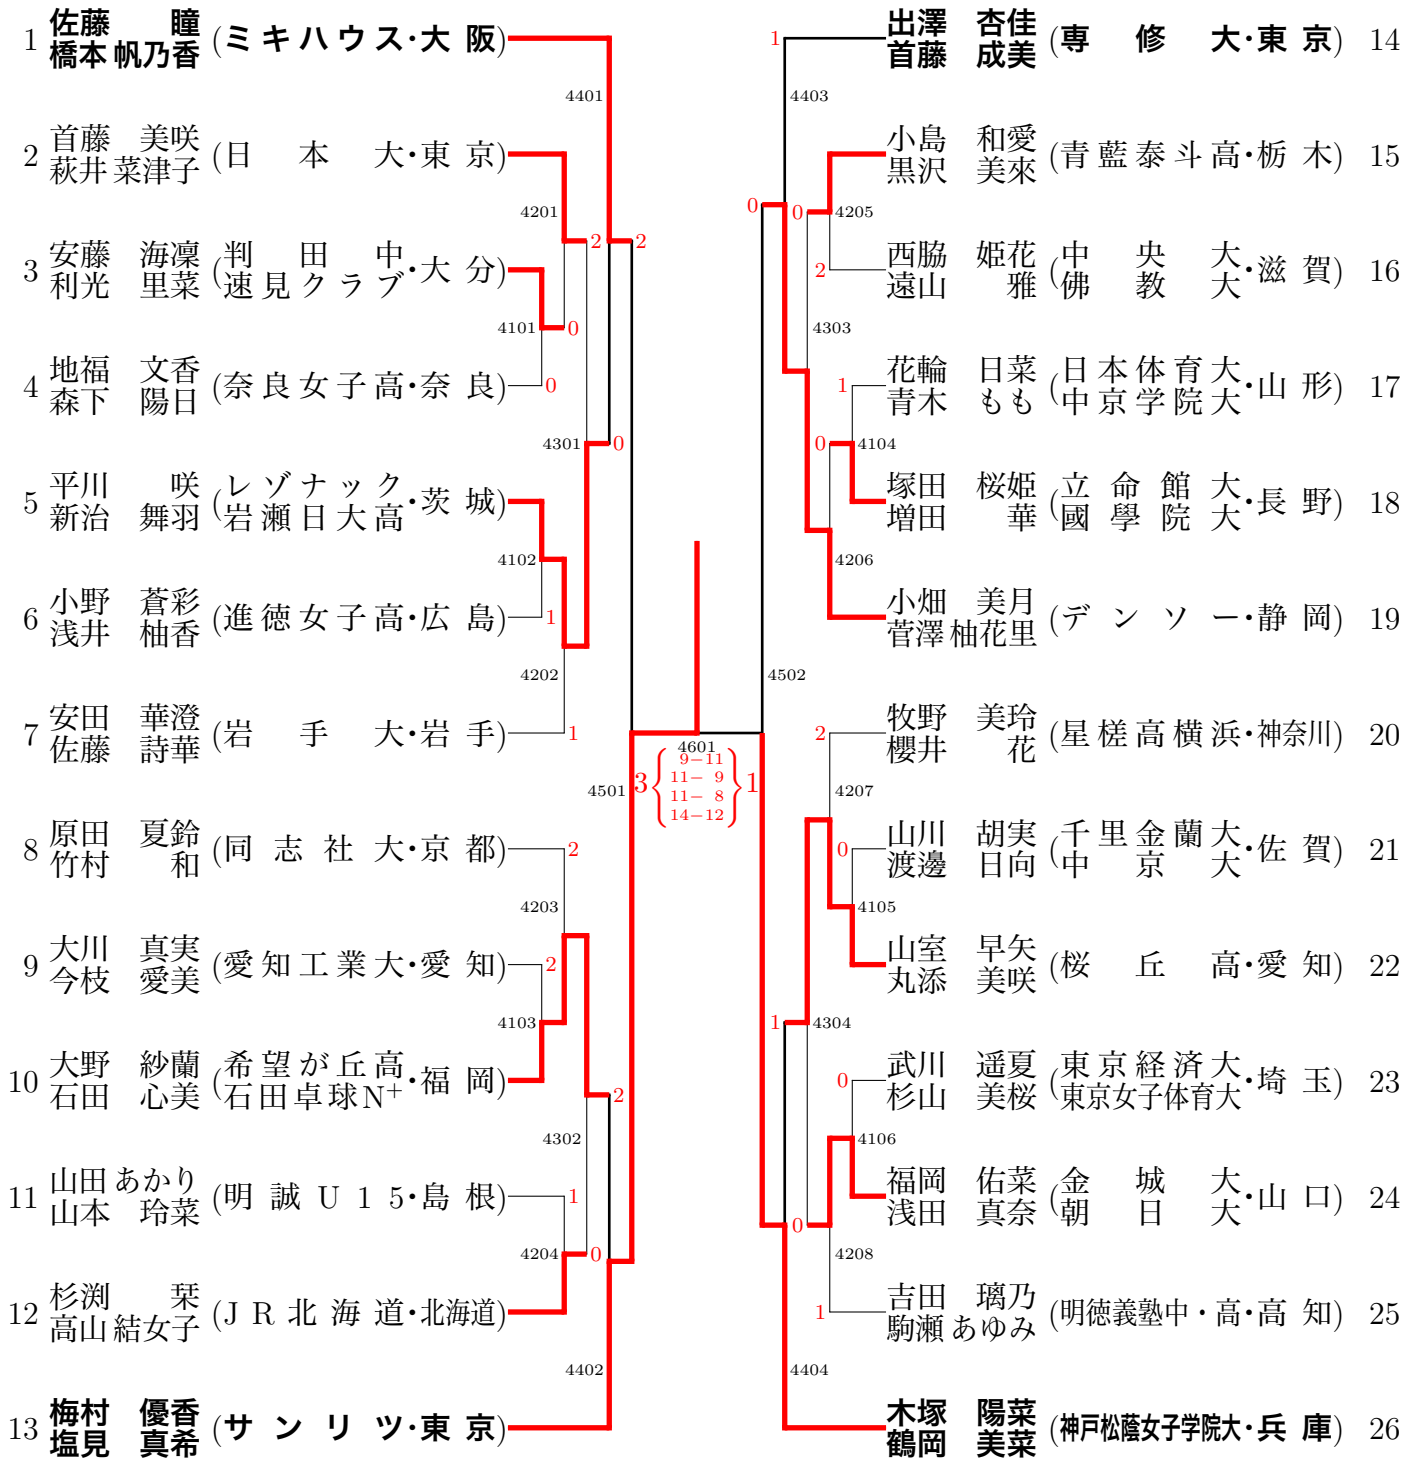 1 佐藤 瞳 橋本 帆乃香 (ミキハウス・大阪)
4401
2 首藤 美咲 萩井 菜津子 (日本大・東京)
4201
2
2
3 安藤 海凜 利光 里菜 (判田中 速見クラブ・大分)
4101
0
4 地福 文香 森下 陽日 (奈良女子高・奈良)
0
4301
0
5 平川 咲 新治 舞羽 (レゾナック 岩瀬日大高・茨城)
4102
6 小野 蒼彩 浅井 柚香 (進徳女子高・広島)
1
4202
7 安田 華澄 佐藤 詩華 (岩手大・岩手)
1
4501
8 原田 夏鈴 竹村 和 (同志社大・京都)
2
4203
9 大川 真実 今枝 愛美 (愛知工業大・愛知)
2
4103
10 大野 紗蘭 石田 心美 (希望が丘高 石田卓球N+・福岡)
2
4302
11 山田 あかり 山本 玲菜 (明誠U15・島根)
1
4204
0
12 杉渕 栞 高山 結女子 (JR北海道・北海道)
4402
13 梅村 優香 塩見 真希 (サンリツ・東京)
4601
3
9-11
11-9
11-8
14-12
1
1
出澤 杏佳 首藤 成美 (専修大・東京) 14
4403
小島 和愛 黒沢 美來 (青藍泰斗高・栃木) 15
0
0
4205
2
西脇 姫花 遠山 雅 (中央大 佛教大・滋賀) 16
4303
1
花輪 日菜 青木 もも (日本体育大 中京学院大・山形) 17
0
4104
塚田 桜姫 増田 華 (立命館大 國學院大・長野) 18
4206
小畑 美月 菅澤 柚花里 (デンソー・静岡) 19
4502
2
牧野 美玲 櫻井 花 (星槎高横浜・神奈川) 20
4207
0
山川 胡実 渡邊 日向 (千里金蘭大 中京大・佐賀) 21
4105
山室 早矢 丸添 美咲 (桜丘高・愛知) 22
1
4304
0
武川 遥夏 杉山 美桜 (東京経済大 東京女子体育大・埼玉) 23
4106
福岡 佑菜 浅田 真奈 (金城大 朝日大・山口) 24
0
4208
1
吉田 璃乃 駒瀬 あゆみ (明徳義塾中・高・高知) 25
4404
木塚 陽菜 鶴岡 美菜 (神戸松蔭女子学院大・兵庫) 26